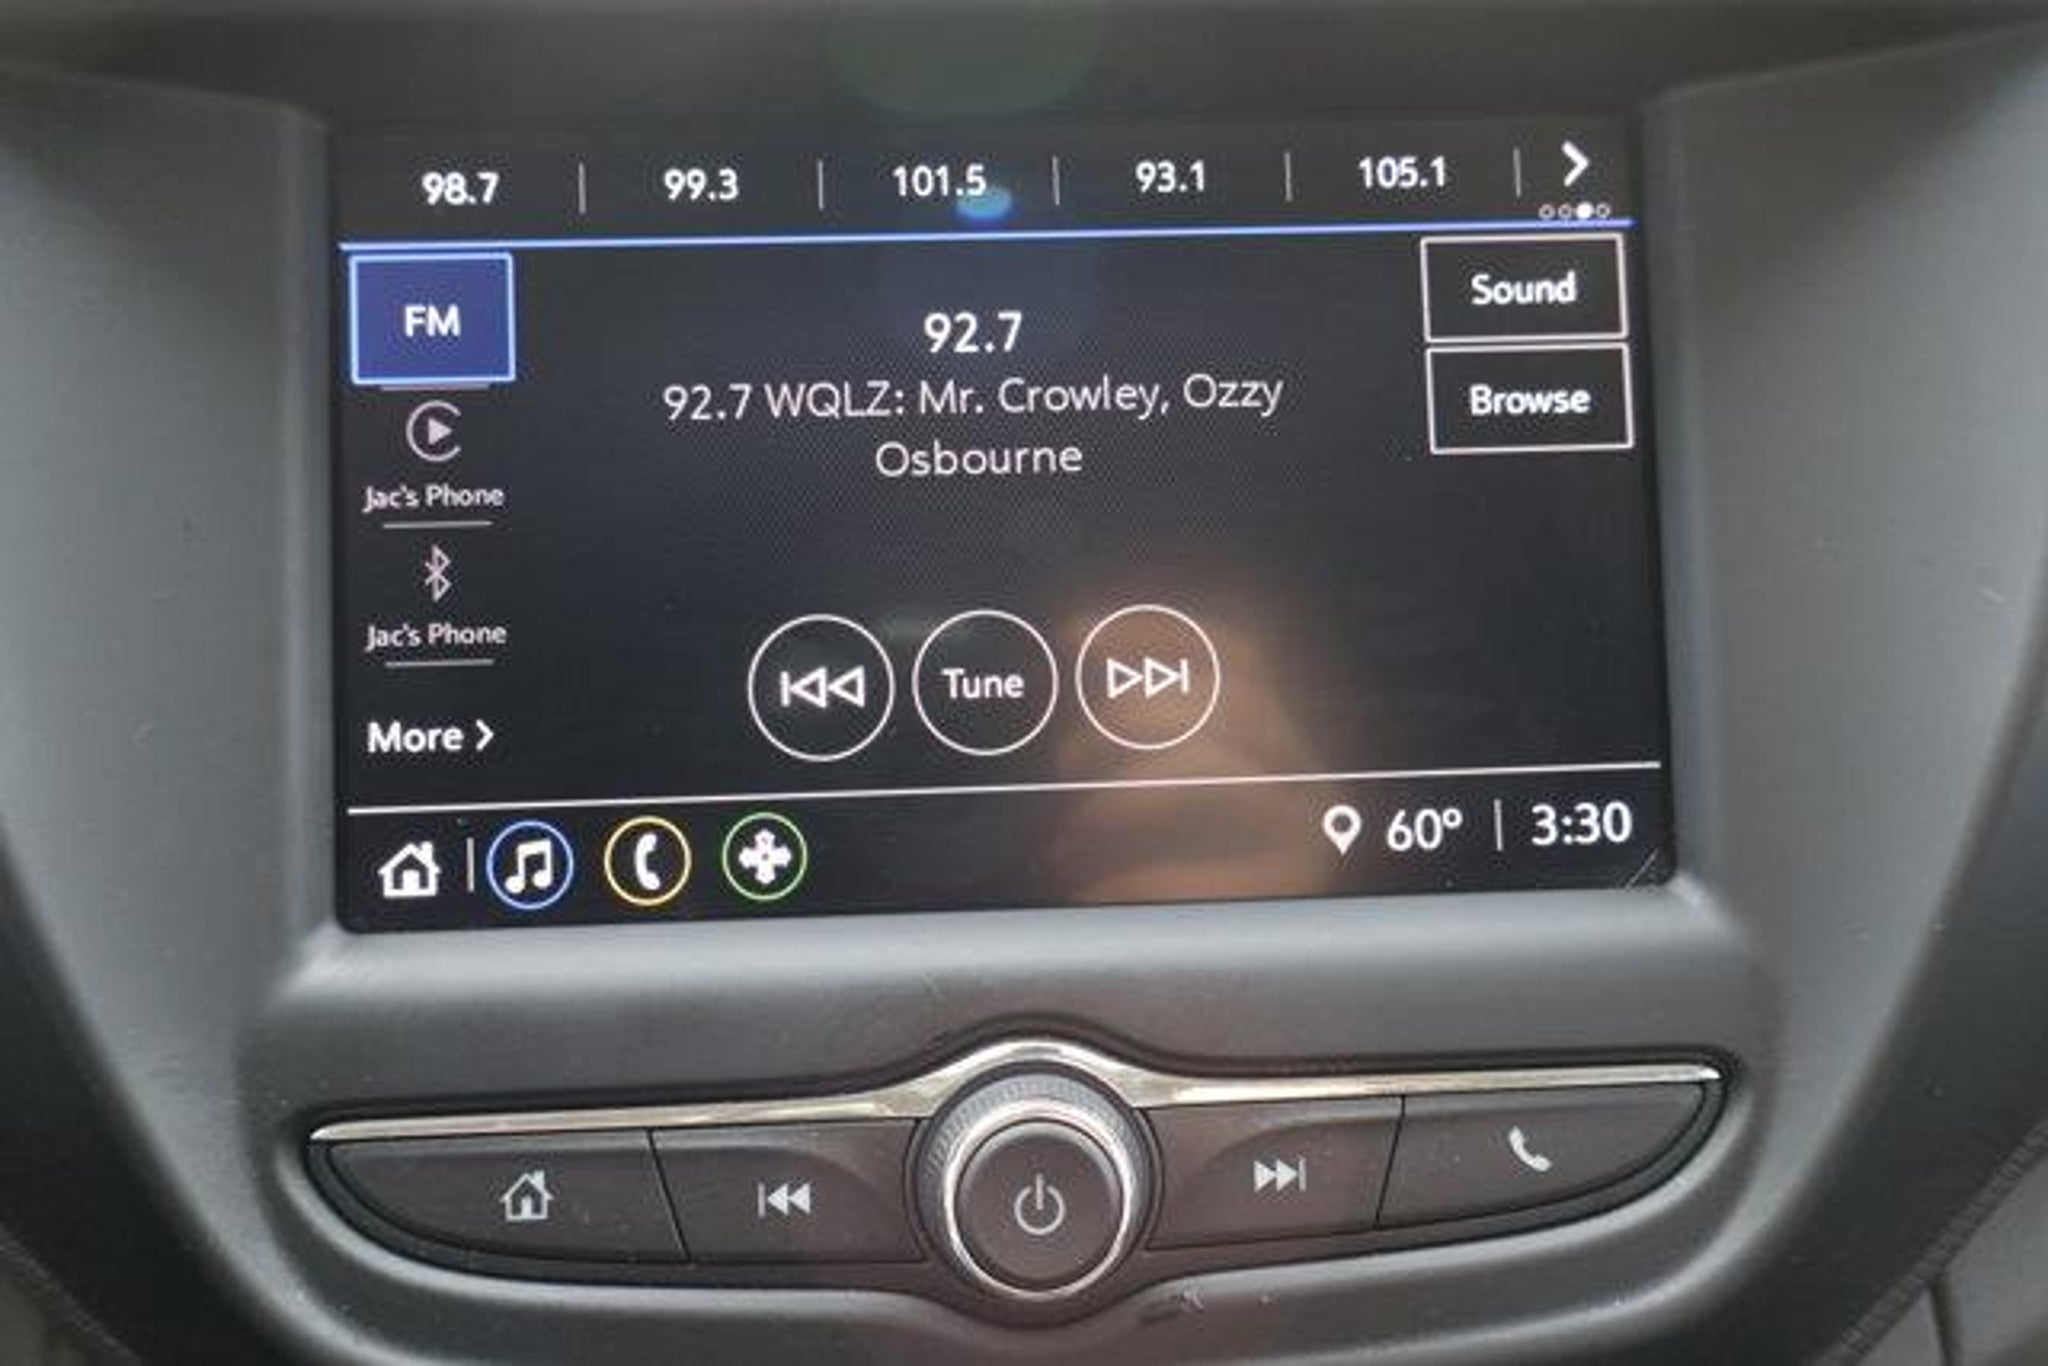 98.7 | 99.3 | 101.5 | 93.1 | 105.1
FM
Sound
92.7
92.7 WQLZ: Mr. Crowley, Ozzy
Osbourne
Browse
Jac's Phone
Jac's Phone
Tune
More
60° | 3:30